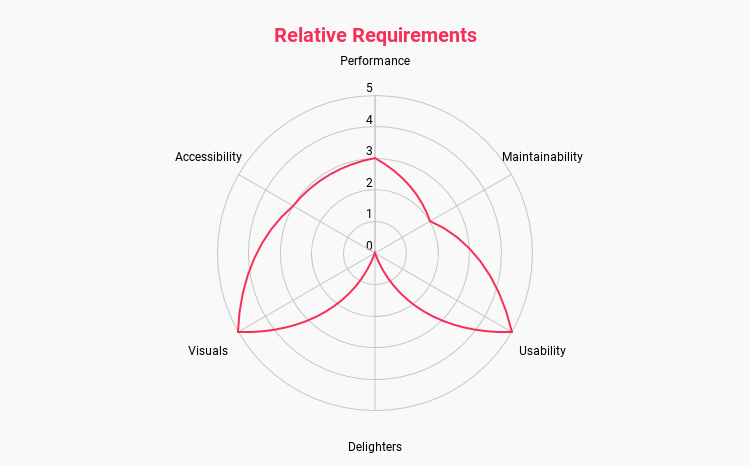 Relative Requirements
Performance
5
4
3
2
1
0
Accessibility
Maintainability
Visuals
Usability
Delighters